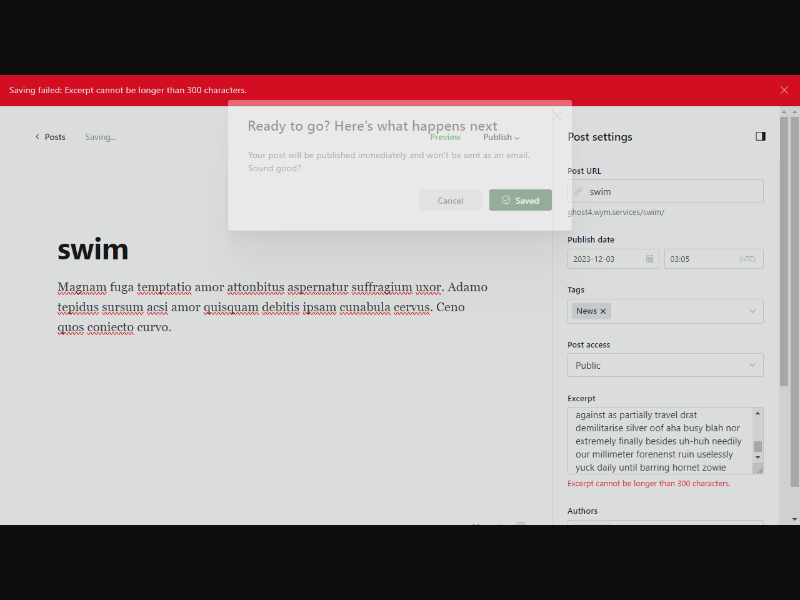 Saving failed: Excerpt cannot be longer than 300 characters.
Posts
Saving...
Ready to go? Here's what happens next
Preview
Publish
Your post will be published immediately and won't be sent as an email.
Sound good?
Cancel
Saved
swim
Magnam fuga temptatio amor attonbitus aspernatur suffragium uxor. Adamo
tepidus sursum acsi amor quisquam debitis ipsam cunabula cervus. Ceno
quos coniecto curvo.
Post settings
Post URL
swim
ghost4.wym.services/swim/
Publish date
2023-12-03
03:05
(UTC)
Tags
News
Post access
Public
Excerpt
against as partially travel drat
demilitarise silver oof aha busy blah nor
extremely finally besides uh-huh needily
our millimeter forenenst ruin uselessly
yuck daily until barring hornet zowie
Excerpt cannot be longer than 300 characters.
Authors